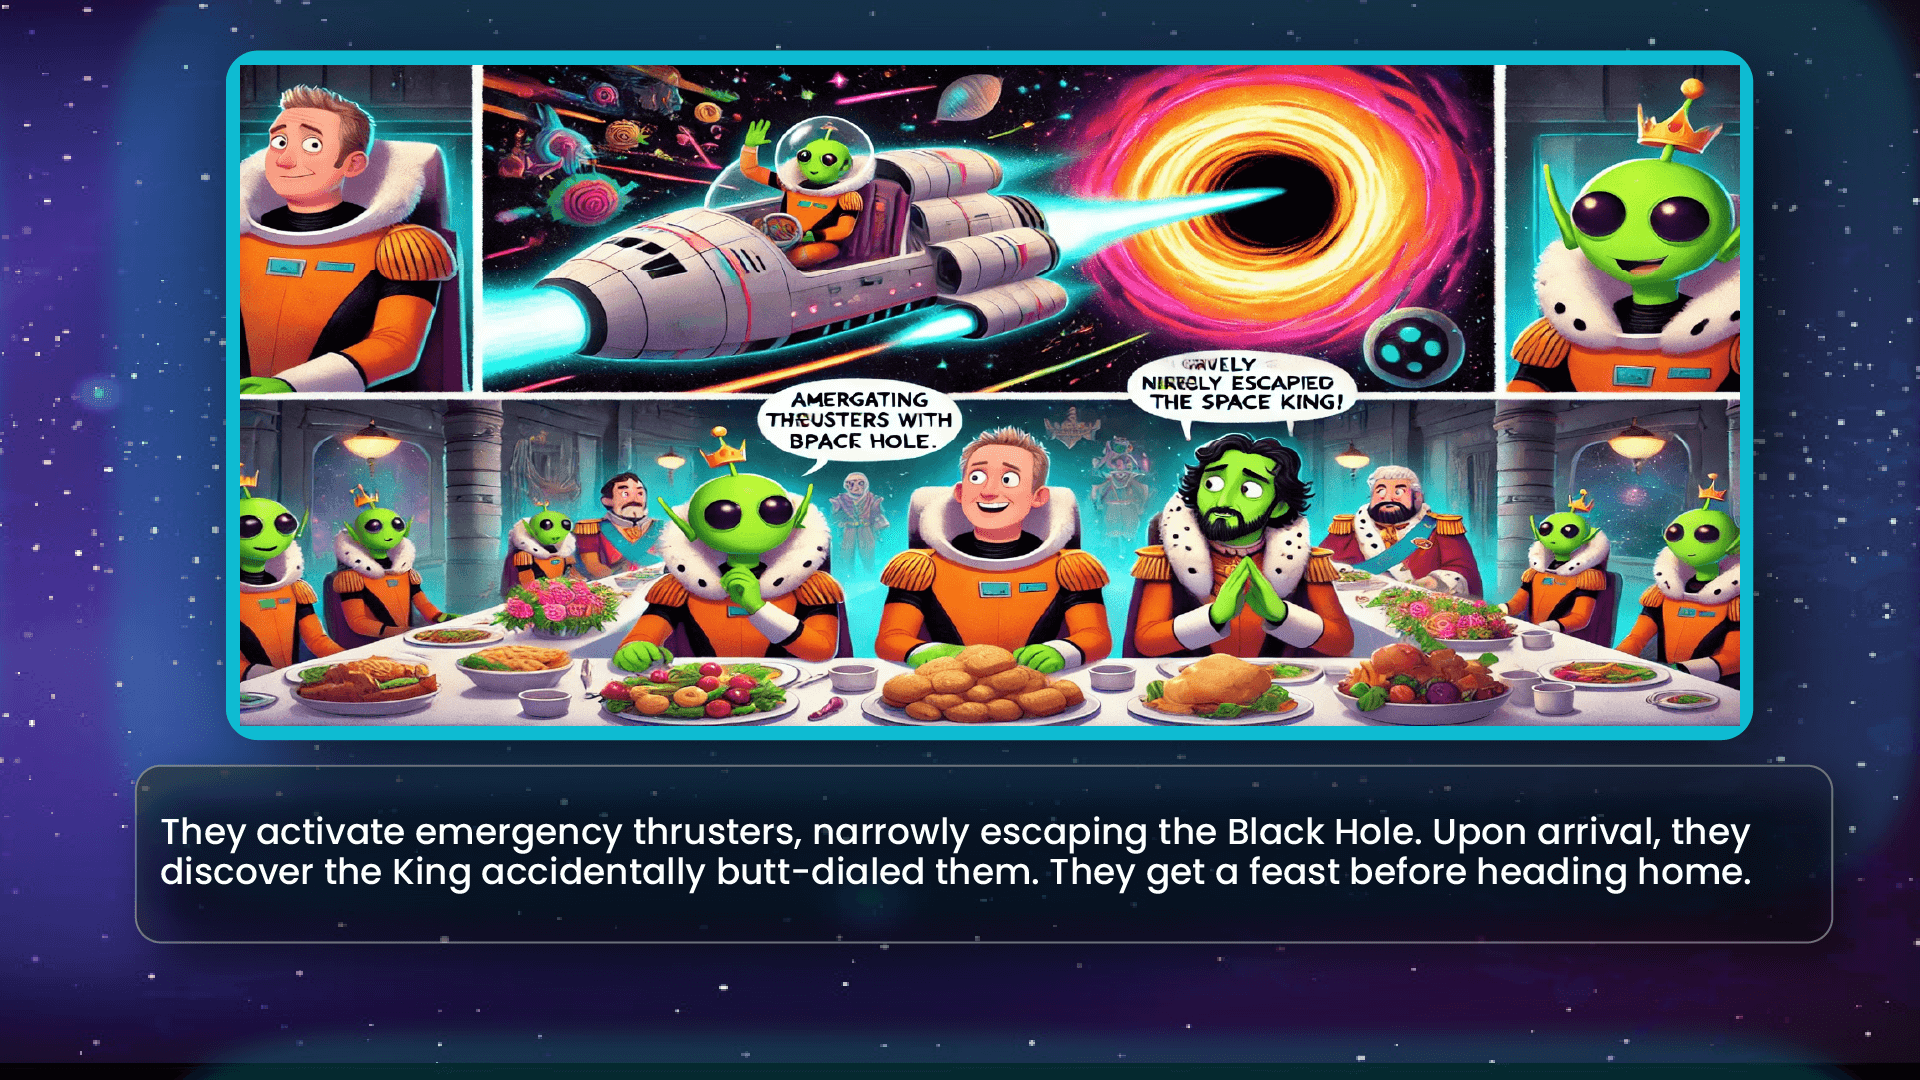 AMERGATING
THRUSTERS WITH
BPACE HOLE.
ESCAPIED
THE SPACE KING!
They activate emergency thrusters, narrowly escaping the Black Hole. Upon arrival, they
discover the King accidentally butt-dialed them. They get a feast before heading home.